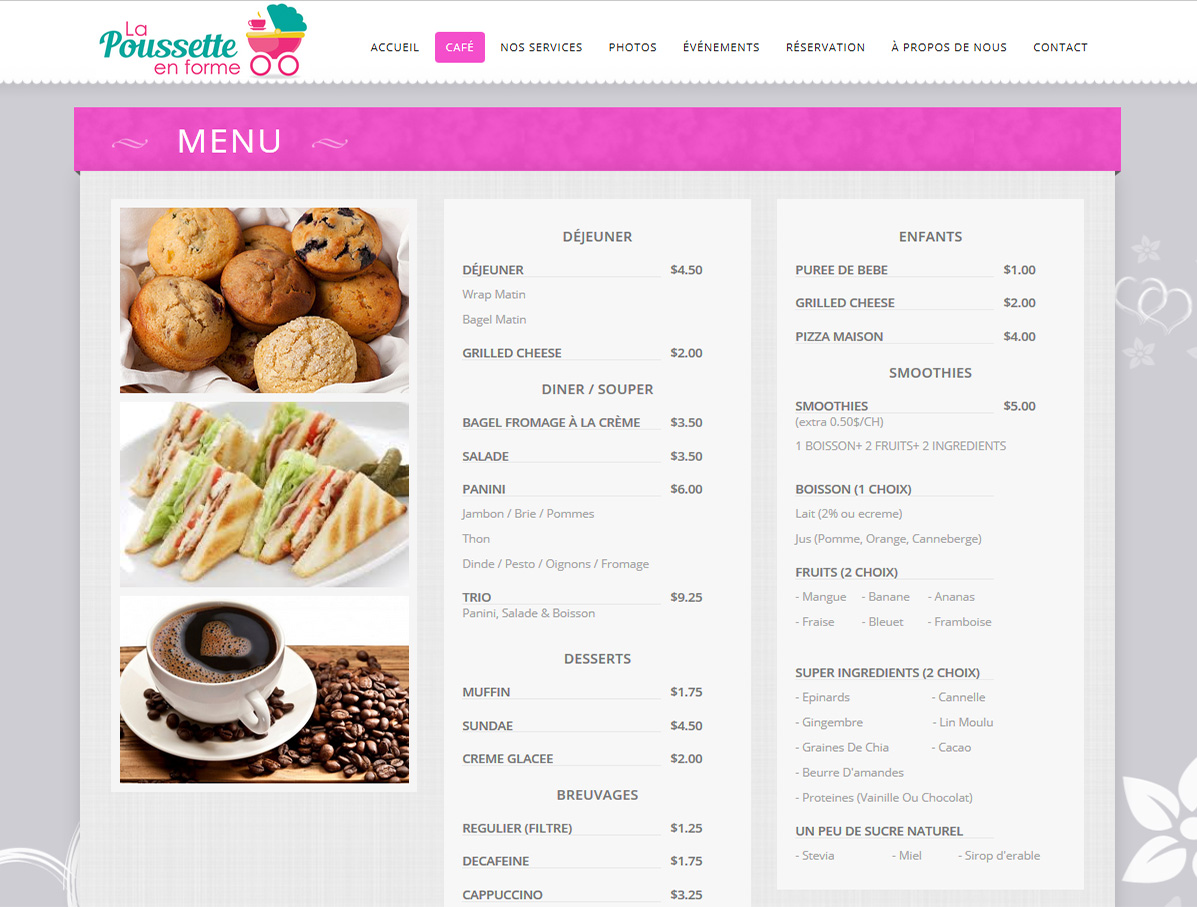 La
Poussette
en forme
ACCUEIL CAFÉ NOS SERVICES PHOTOS ÉVÉNEMENTS RÉSERVATION À PROPOS DE NOUS CONTACT
MENU
DÉJEUNER
DÉJEUNER $4.50
Wrap Matin
Bagel Matin
GRILLED CHEESE $2.00
DINER / SOUPER
BAGEL FROMAGE À LA CRÈME $3.50
SALADE $3.50
PANINI $6.00
Jambon / Brie / Pommes
Thon
Dinde / Pesto / Oignons / Fromage
TRIO $9.25
Panini, Salade & Boisson
DESSERTS
MUFFIN $1.75
SUNDAE $4.50
CREME GLACEE $2.00
BREUVAGES
REGULIER (FILTRE) $1.25
DECAFEINE $1.75
CAPPUCCINO $3.25
ENFANTS
PUREE DE BEBE $1.00
GRILLED CHEESE $2.00
PIZZA MAISON $4.00
SMOOTHIES
SMOOTHIES $5.00
(extra 0.50$/CH)
1 BOISSON+ 2 FRUITS+ 2 INGREDIENTS
BOISSON (1 CHOIX)
Lait (2% ou ecreme)
Jus (Pomme, Orange, Canneberge)
FRUITS (2 CHOIX)
- Mangue - Banane - Ananas
- Fraise - Bleuet - Framboise
SUPER INGREDIENTS (2 CHOIX)
- Epinards - Cannelle
- Gingembre - Lin Moulu
- Graines De Chia - Cacao
- Beurre D'amandes
- Proteines (Vainille Ou Chocolat)
UN PEU DE SUCRE NATUREL
- Stevia - Miel - Sirop d'erable